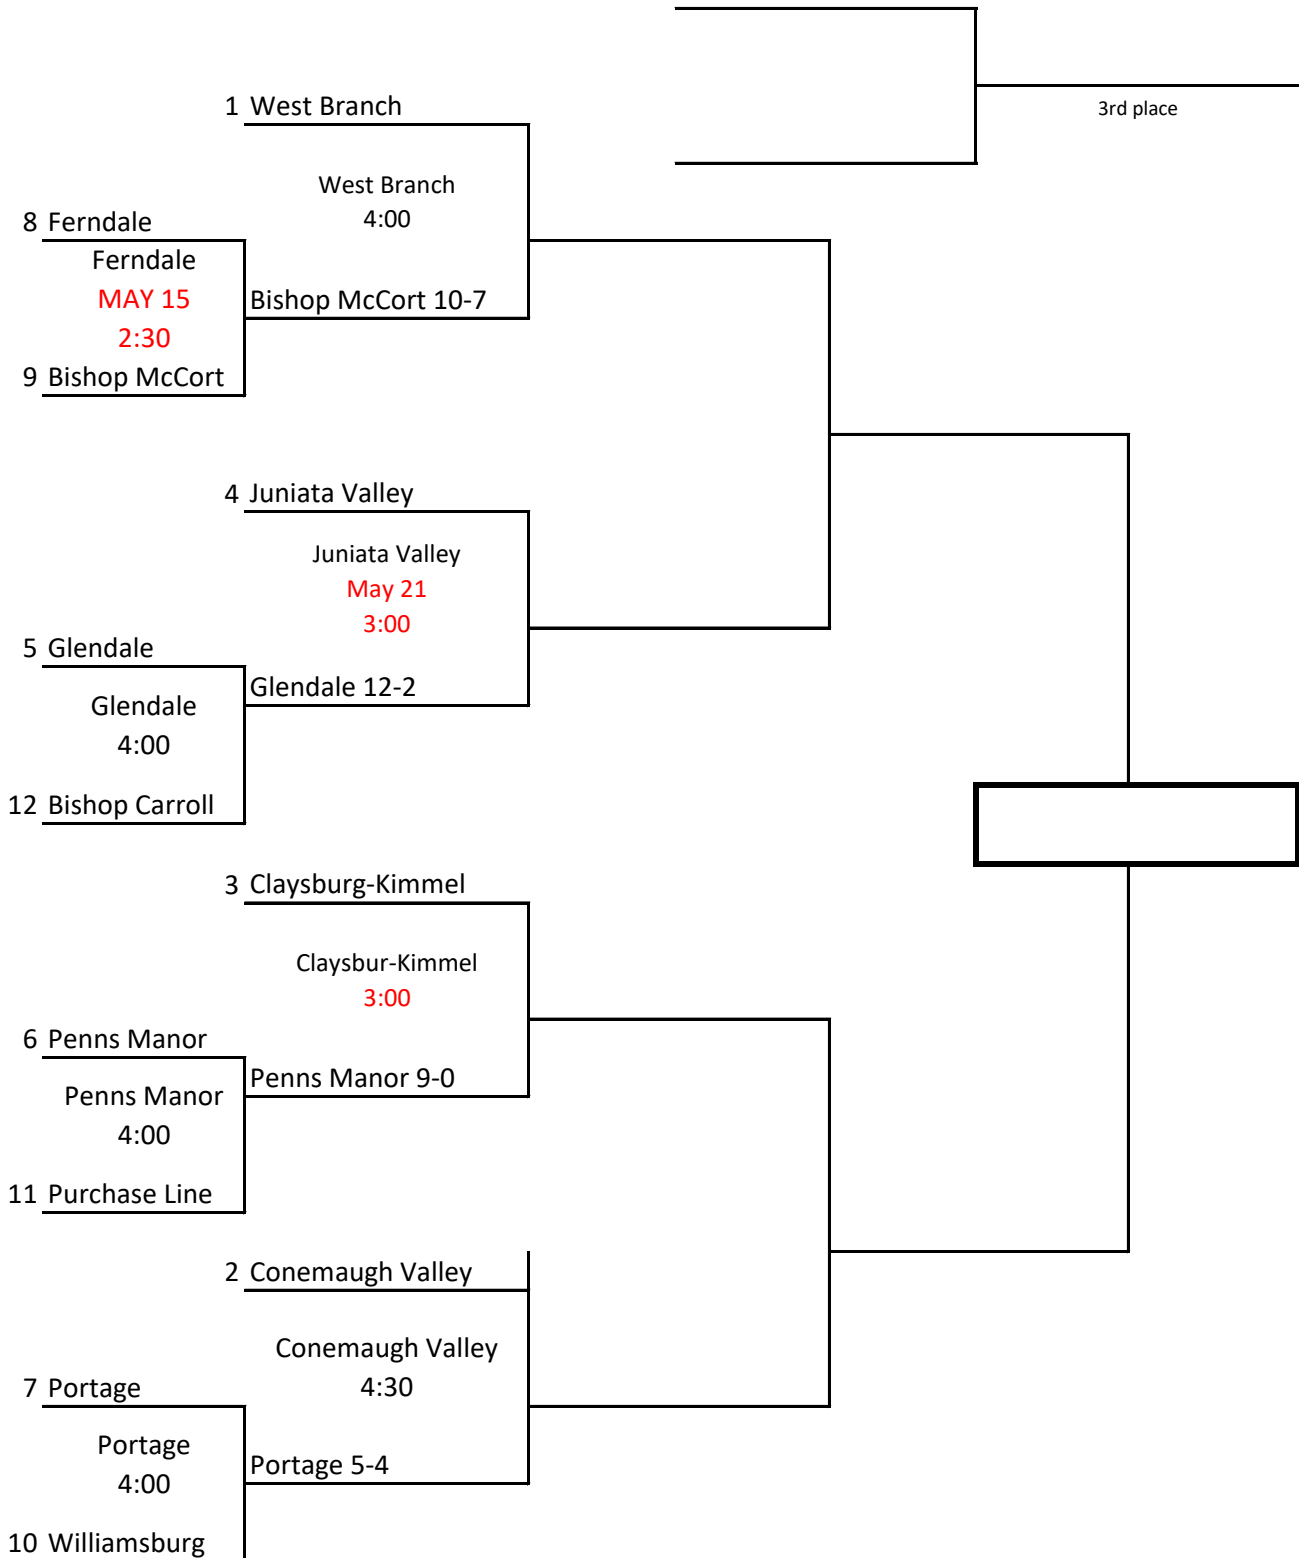 3rd place
1 West Branch
West Branch
4:00
8 Ferndale
Ferndale
MAY 15
2:30
Bishop McCort 10-7
9 Bishop McCort
4 Juniata Valley
Juniata Valley
May 21
3:00
5 Glendale
Glendale 12-2
Glendale
4:00
12 Bishop Carroll
3 Claysburg-Kimmel
Claysbur-Kimmel
3:00
6 Penns Manor
Penns Manor 9-0
Penns Manor
4:00
11 Purchase Line
2 Conemaugh Valley
Conemaugh Valley
4:30
7 Portage
Portage
4:00
Portage 5-4
10 Williamsburg